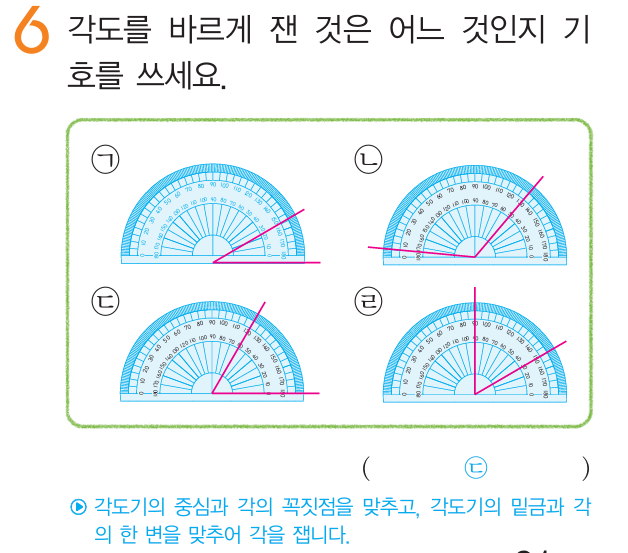 6 각도를 바르게 잰 것은 어느 것인지 기
호를 쓰세요.
㉠ ㉡
㉢ ㉣
( ㉢ )
각도기의 중심과 각의 꼭짓점을 맞추고, 각도기의 밑금과 각
의 한 변을 맞추어 각을 잽니다.